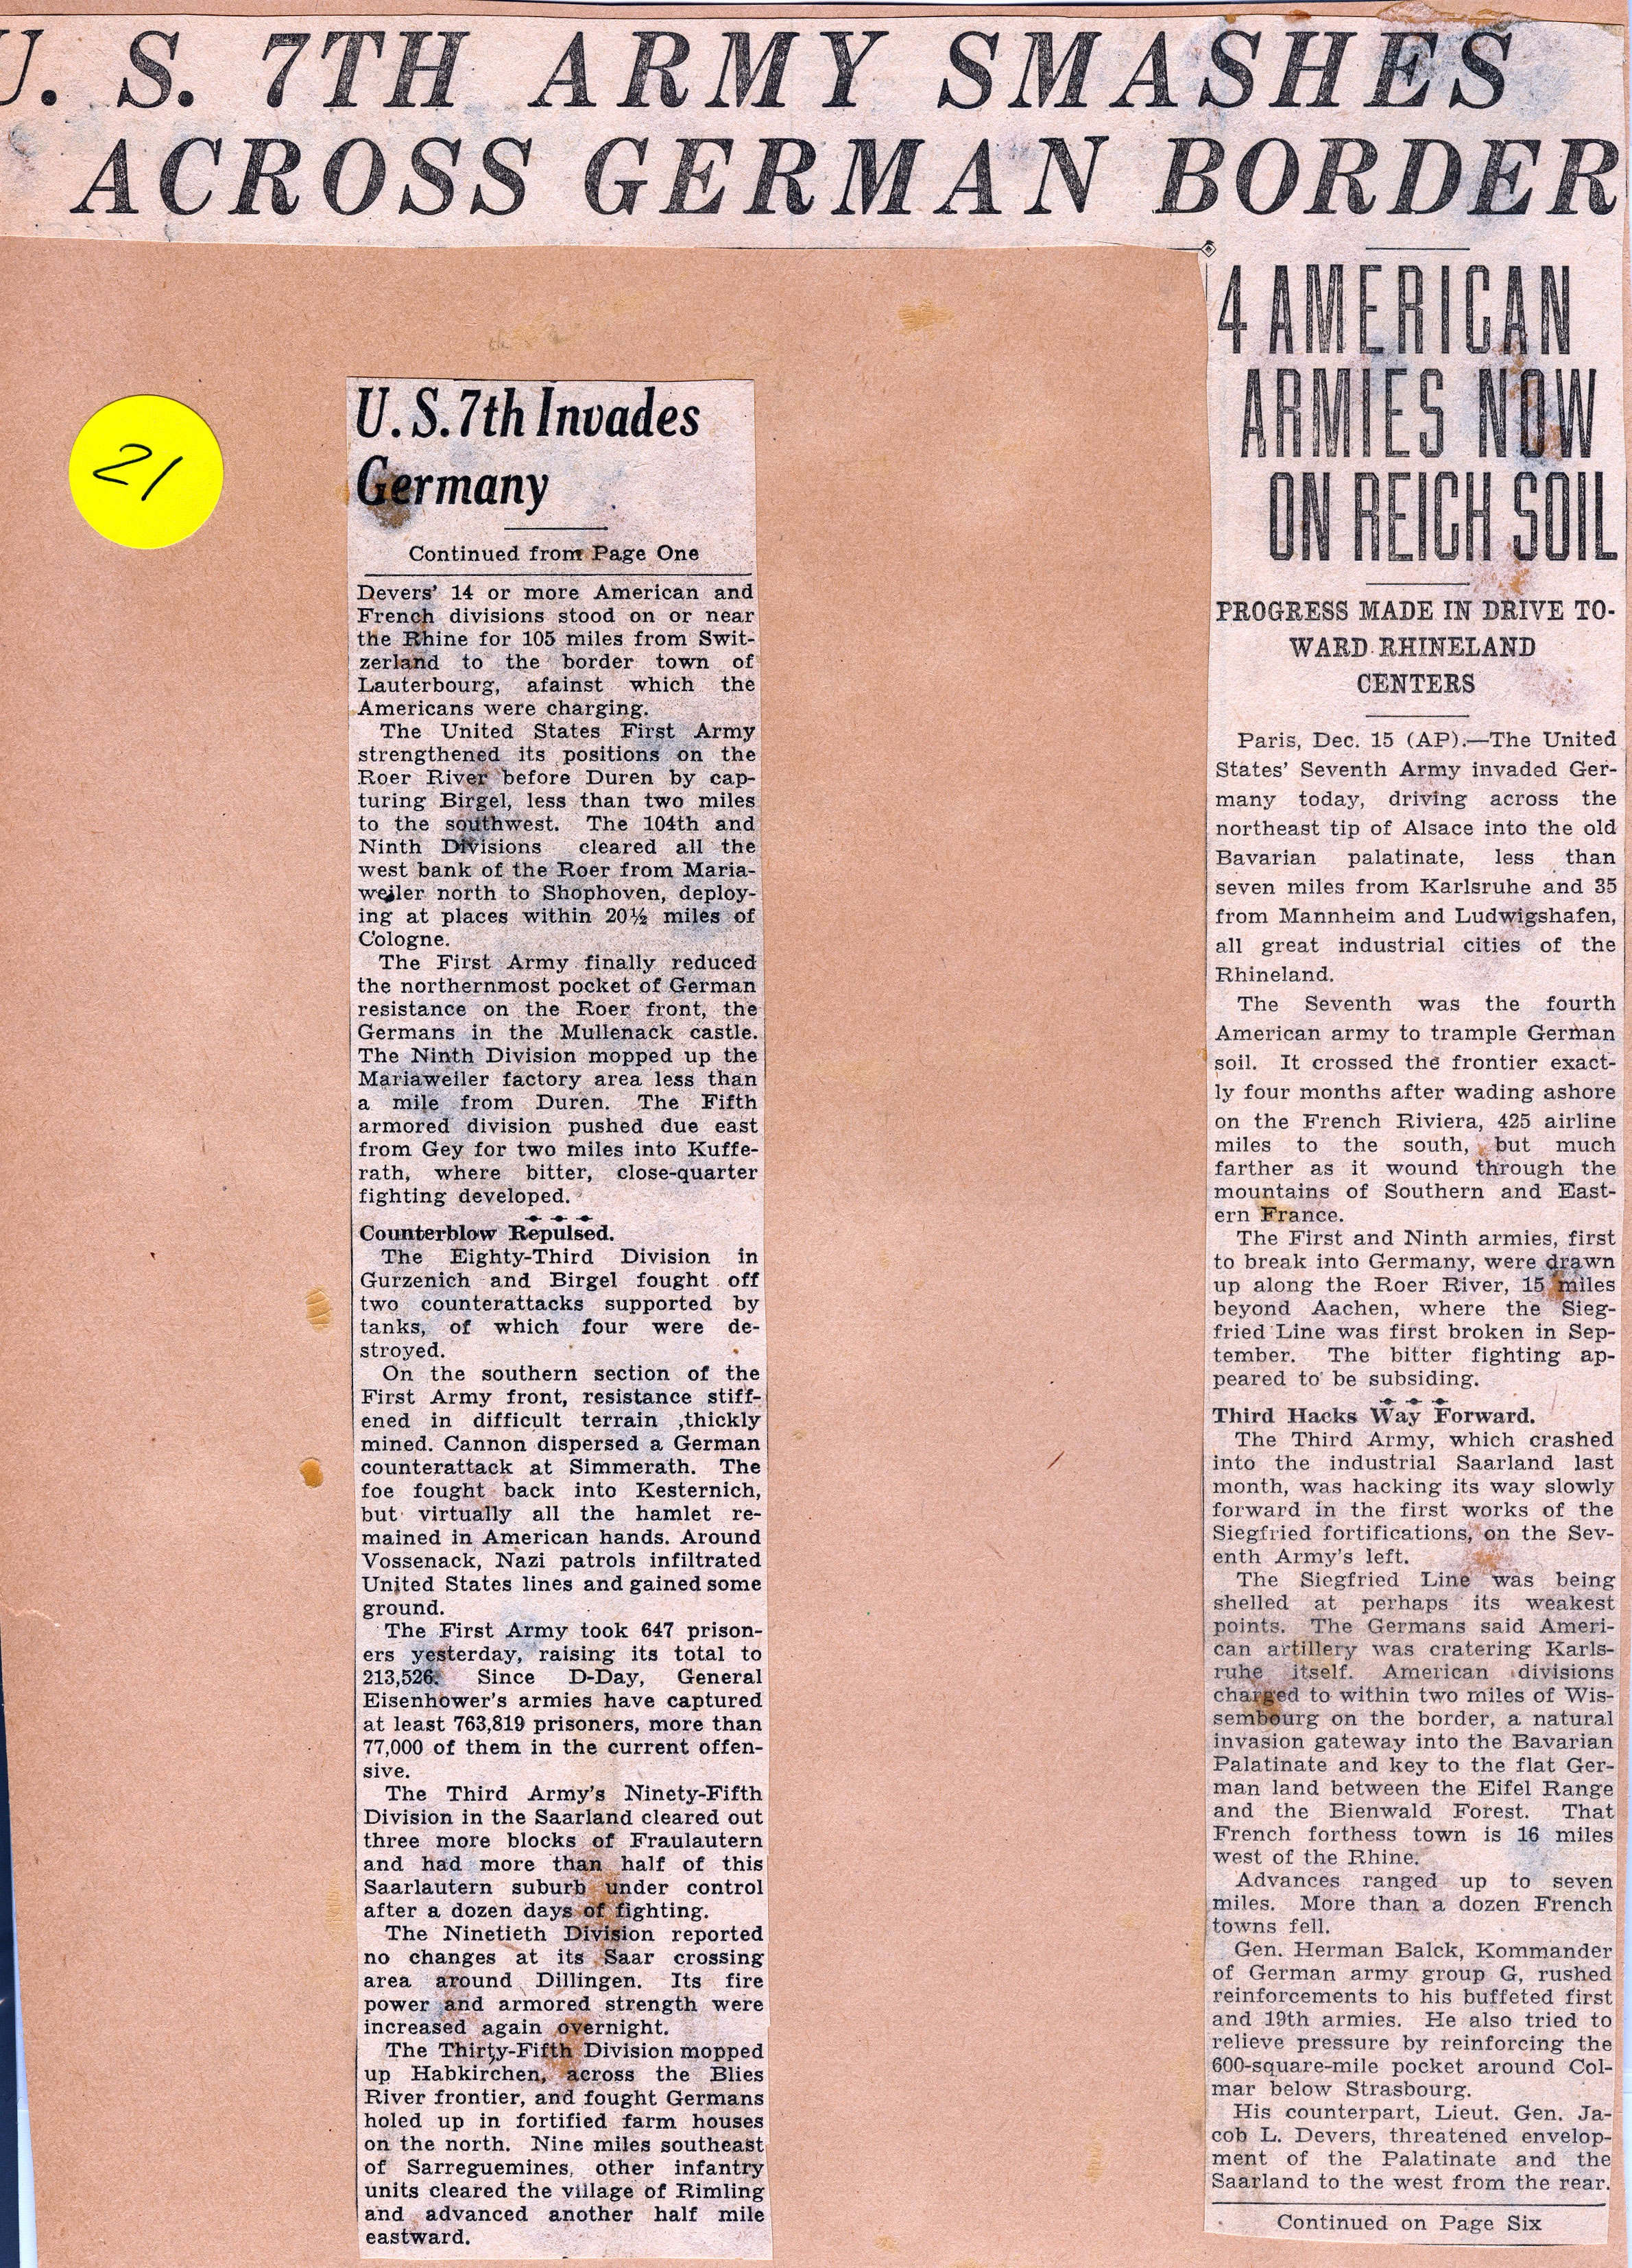 U. S. 7TH ARMY SMASHES
ACROSS GERMAN BORDER
4 AMERICAN
ARMIES NOW
ON REICH SOIL
PROGRESS MADE IN DRIVE TO-
WARD RHINELAND
CENTERS
Paris, Dec. 15 (AP).—The United
States' Seventh Army invaded Ger-
many today, driving across the
northeast tip of Alsace into the old
Bavarian palatinate, less than
seven miles from Karlsruhe and 35
from Mannheim and Ludwigshafen,
all great industrial cities of the
Rhineland.
The Seventh was the fourth
American army to trample German
soil. It crossed the frontier exact-
ly four months after wading ashore
on the French Riviera, 425 airline
miles to the south, but much
farther as it wound through the
mountains of Southern and East-
ern France.
The First and Ninth armies, first
to break into Germany, were drawn
up along the Roer River, 15 miles
beyond Aachen, where the Sieg-
fried Line was first broken in Sep-
tember. The bitter fighting ap-
peared to be subsiding.
Third Hacks Way Forward.
The Third Army, which crashed
into the industrial Saarland last
month, was hacking its way slowly
forward in the first works of the
Siegfried fortifications, on the Sev-
enth Army's left.
The Siegfried Line was being
shelled at perhaps its weakest
points. The Germans said Ameri-
can artillery was cratering Karls-
ruhe itself. American divisions
charged to within two miles of Wis-
sembourg on the border, a natural
invasion gateway into the Bavarian
Palatinate and key to the flat Ger-
man land between the Eifel Range
and the Bienwald Forest. That
French forthess town is 16 miles
west of the Rhine.
Advances ranged up to seven
miles. More than a dozen French
towns fell.
Gen. Herman Balck, Kommander
of German army group G, rushed
reinforcements to his buffeted first
and 19th armies. He also tried to
relieve pressure by reinforcing the
600-square-mile pocket around Col-
mar below Strasbourg.
His counterpart, Lieut. Gen. Ja-
cob L. Devers, threatened envelop-
ment of the Palatinate and the
Saarland to the west from the rear.
Continued on Page Six
21
U. S. 7th Invades
Germany
Continued from Page One
Devers' 14 or more American and
French divisions stood on or near
the Rhine for 105 miles from Swit-
zerland to the border town of
Lauterbourg, afainst which the
Americans were charging.
The United States First Army
strengthened its positions on the
Roer River before Duren by cap-
turing Birgel, less than two miles
to the southwest. The 104th and
Ninth Divisions cleared all the
west bank of the Roer from Maria-
weiler north to Shophoven, deploy-
ing at places within 20½ miles of
Cologne.
The First Army finally reduced
the northernmost pocket of German
resistance on the Roer front, the
Germans in the Mullenack castle.
The Ninth Division mopped up the
Mariaweiler factory area less than
a mile from Duren. The Fifth
armored division pushed due east
from Gey for two miles into Kuffe-
rath, where bitter, close-quarter
fighting developed.
Counterblow Repulsed.
The Eighty-Third Division in
Gurzenich and Birgel fought off
two counterattacks supported by
tanks, of which four were de-
stroyed.
On the southern section of the
First Army front, resistance stiff-
ened in difficult terrain ,thickly
mined. Cannon dispersed a German
counterattack at Simmerath. The
foe fought back into Kesternich,
but virtually all the hamlet re-
mained in American hands. Around
Vossenack, Nazi patrols infiltrated
United States lines and gained some
ground.
The First Army took 647 prison-
ers yesterday, raising its total to
213,526. Since D-Day, General
Eisenhower's armies have captured
at least 763,819 prisoners, more than
77,000 of them in the current offen-
sive.
The Third Army's Ninety-Fifth
Division in the Saarland cleared out
three more blocks of Fraulautern
and had more than half of this
Saarlautern suburb under control
after a dozen days of fighting.
The Ninetieth Division reported
no changes at its Saar crossing
area around Dillingen. Its fire
power and armored strength were
increased again overnight.
The Thirty-Fifth Division mopped
up Habkirchen, across the Blies
River frontier, and fought Germans
holed up in fortified farm houses
on the north. Nine miles southeast
of Sarreguemines, other infantry
units cleared the village of Rimling
and advanced another half mile
eastward.